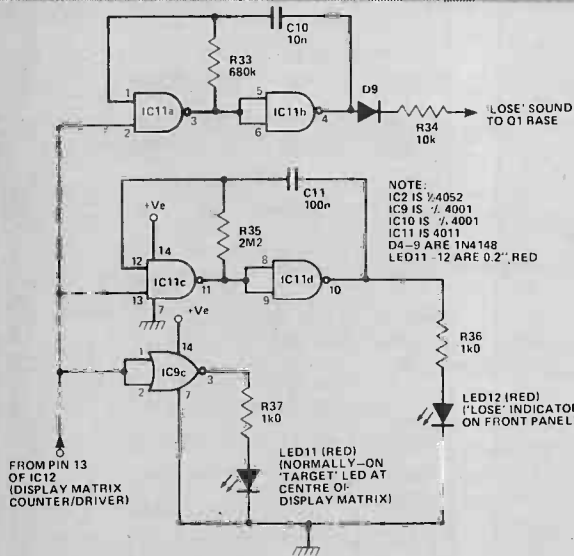 C10
10n
R33
680k
1
2
IC11a
3
5
6
IC11b
4
D9
R34
10k
'LOSE' SOUND
TO Q1 BASE
+Ve
14
R35
2M2
C11
100n
NOTE:
IC2 IS ½4052
IC9 IS ¼ 4001
IC10 IS ¼ 4001
IC11 IS 4011
D4-9 ARE 1N4148
LED11 -12 ARE 0.2" RED
12
13
IC11c
11
7
8
9
IC11d
10
+Ve
14
1
2
IC9c
3
7
R37
1k0
R36
1k0
LED12 (RED)
('LOSE' INDICATOR
ON FRONT PANEL)
LED11 (RED)
(NORMALLY—ON
'TARGET' LED AT
CENTRE OF
DISPLAY MATRIX)
FROM PIN 13
OF IC12
(DISPLAY MATRIX
COUNTER/DRIVER)